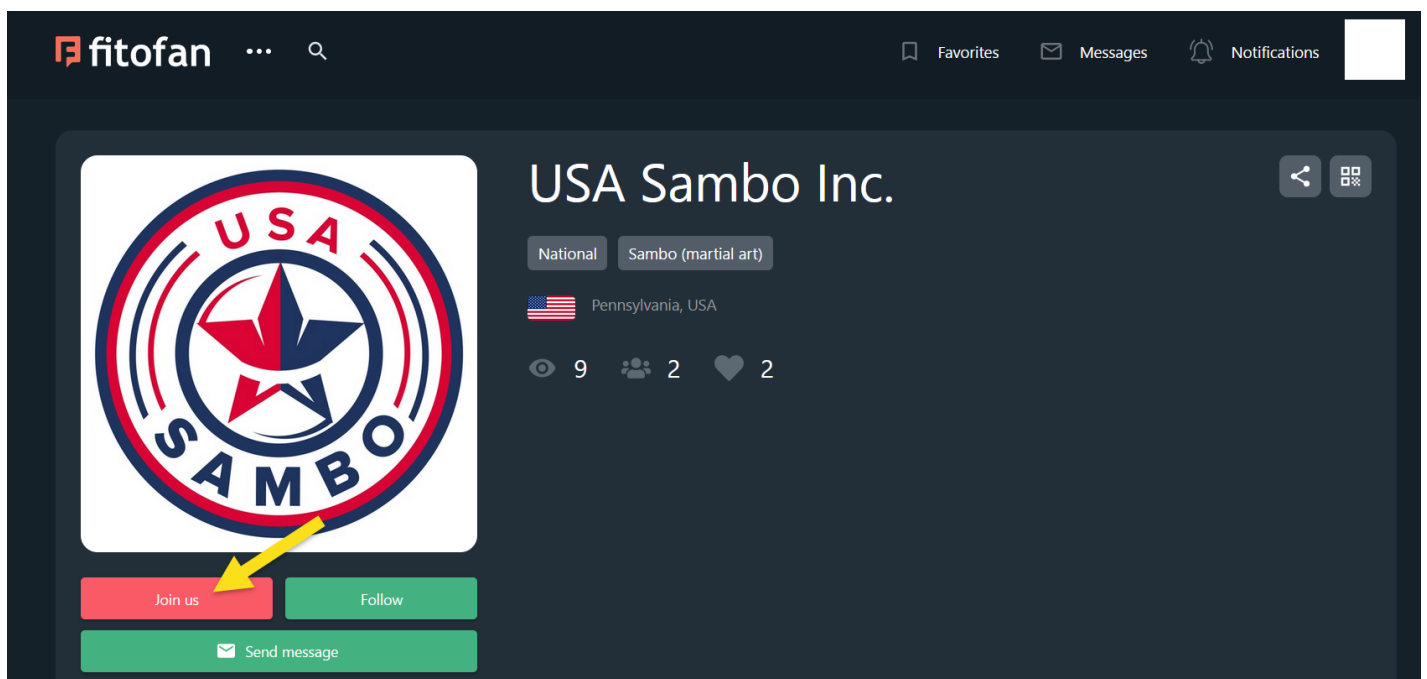 fitofan
Favorites
Messages
Notifications
USA
SAMBO
USA Sambo Inc.
National
Sambo (martial art)
Pennsylvania, USA
9
2
2
Join us
Follow
Send message